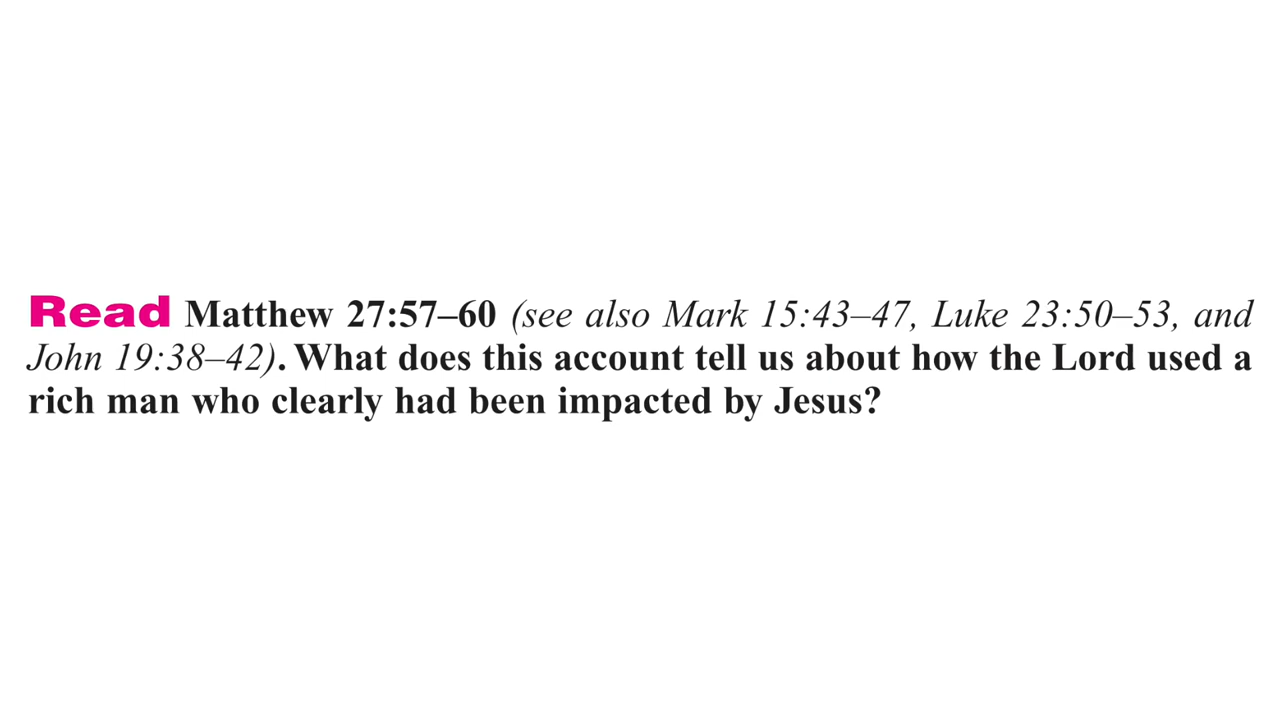 Read Matthew 27:57–60 (see also Mark 15:43–47, Luke 23:50–53, and
John 19:38–42). What does this account tell us about how the Lord used a
rich man who clearly had been impacted by Jesus?